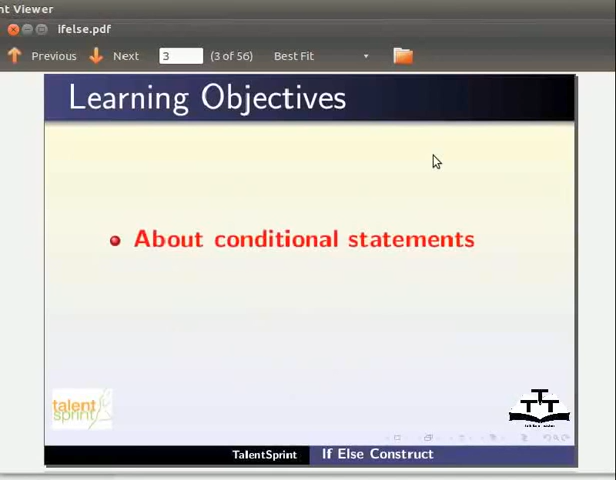 nt Viewer
ifelse.pdf
Previous Next 3 (3 of 56) Best Fit
Learning Objectives
About conditional statements
talent
sprint
TTT
TalentSprint If Else Construct